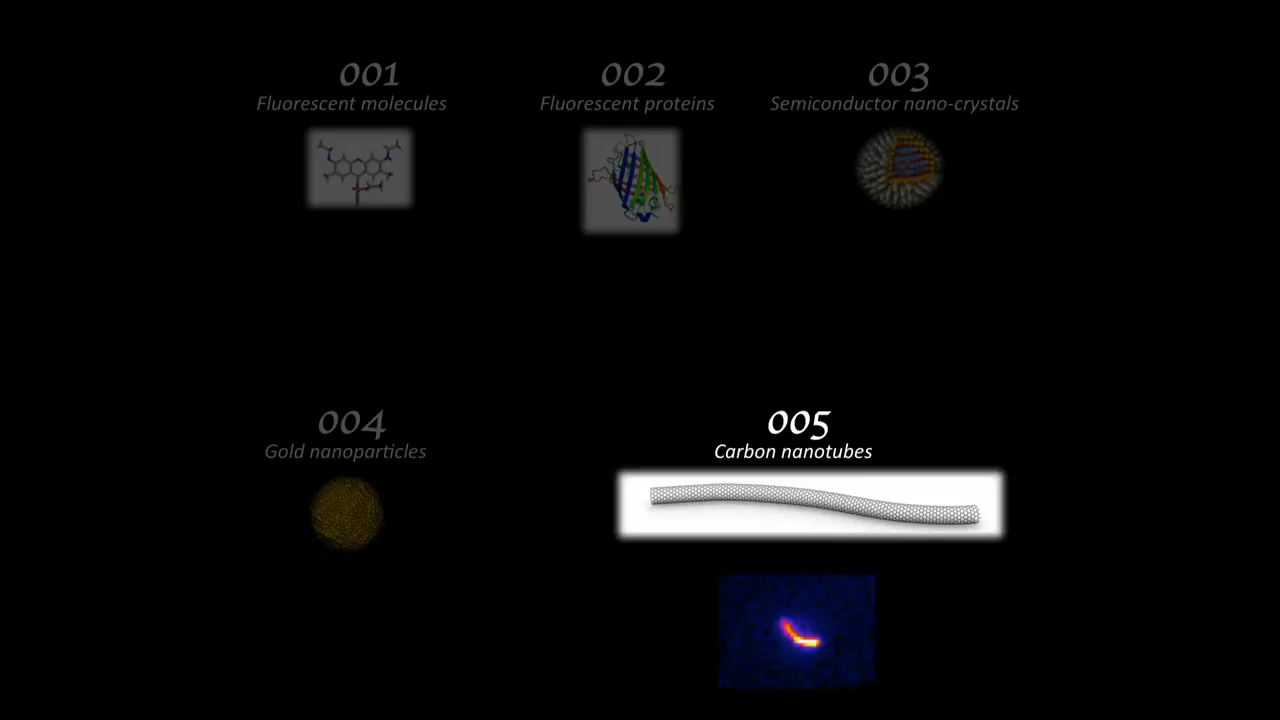 001
Fluorescent molecules
002
Fluorescent proteins
003
Semiconductor nano-crystals
004
Gold nanoparticles
005
Carbon nanotubes